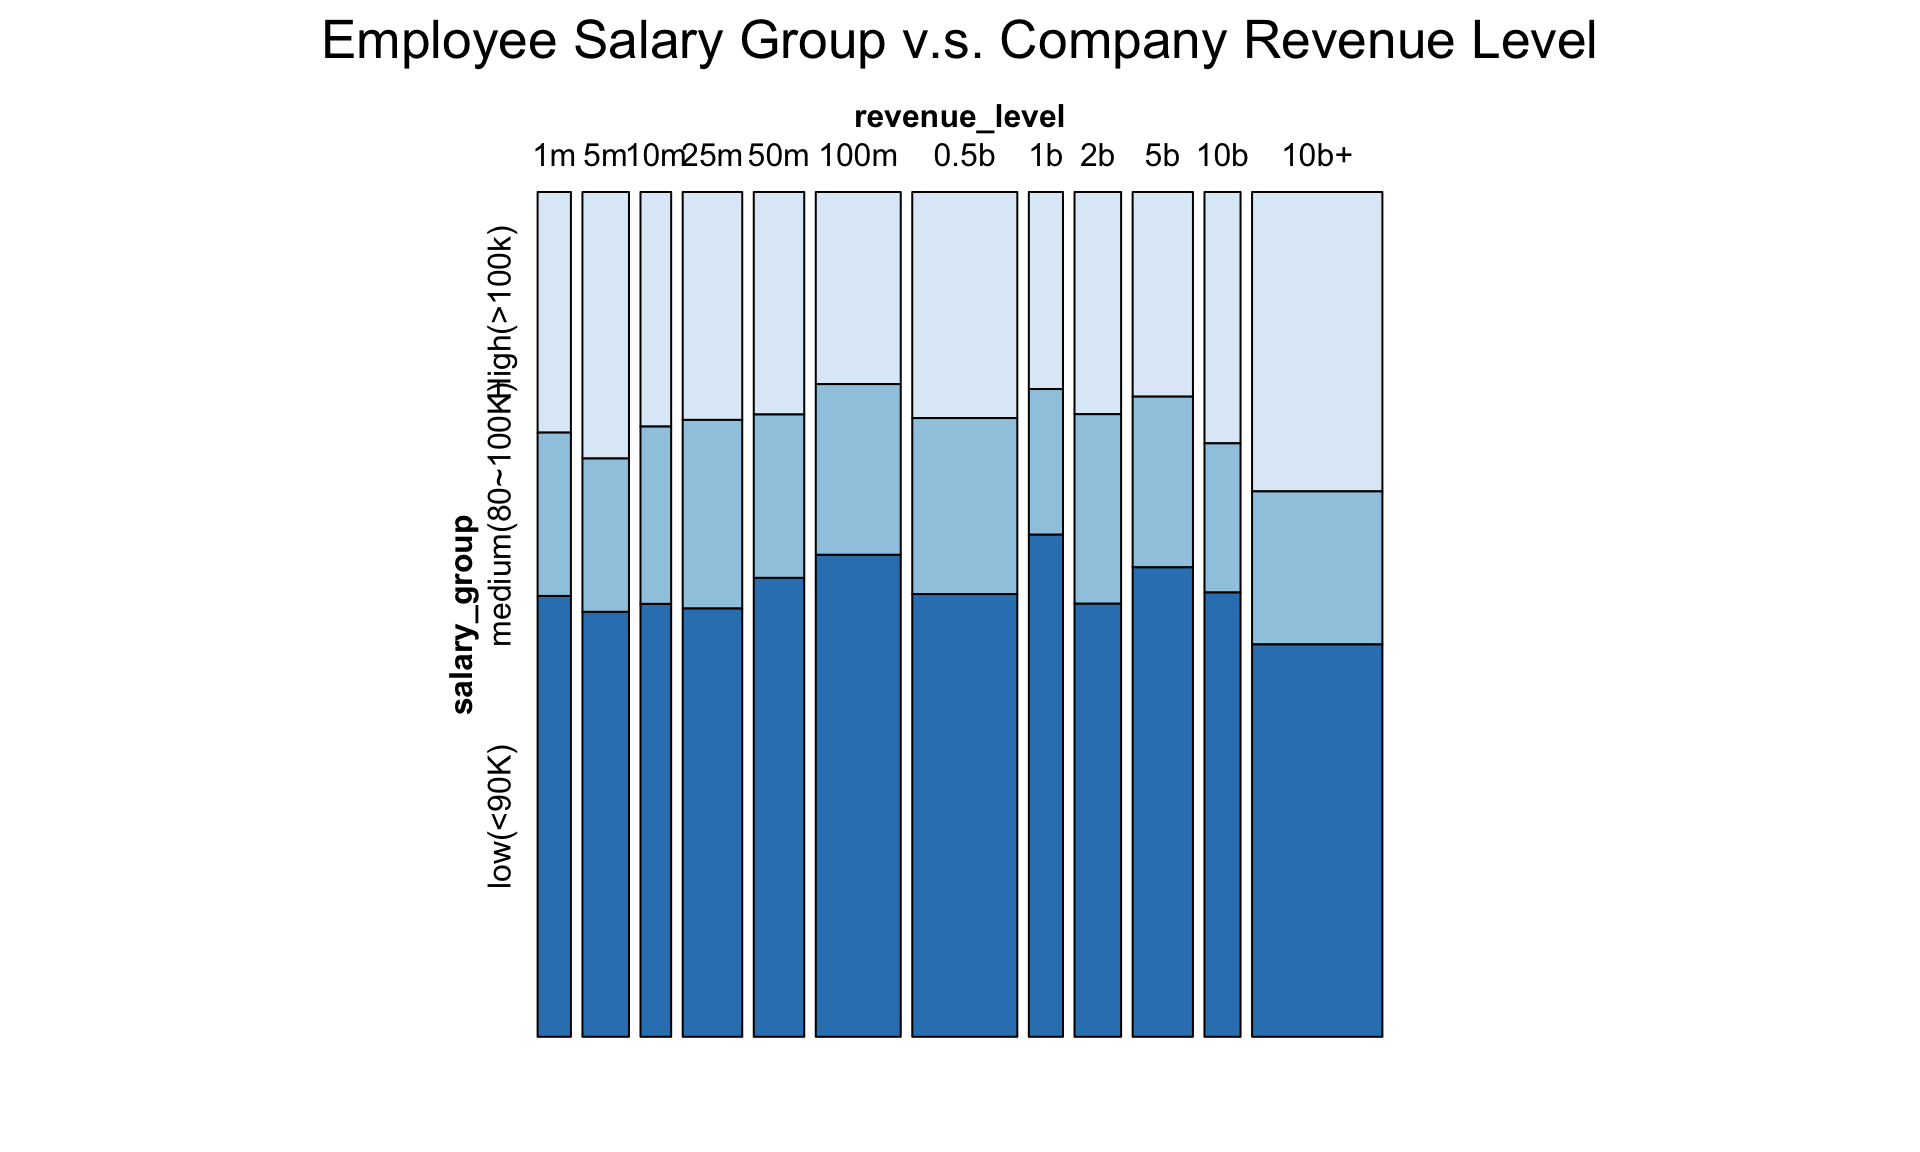 Employee Salary Group v.s. Company Revenue Level
revenue_level
1m 5m 10m 25m 50m 100m 0.5b 1b 2b 5b 10b 10b+
High(>100k)
medium(80~100K)
low(<90K)
salary_group